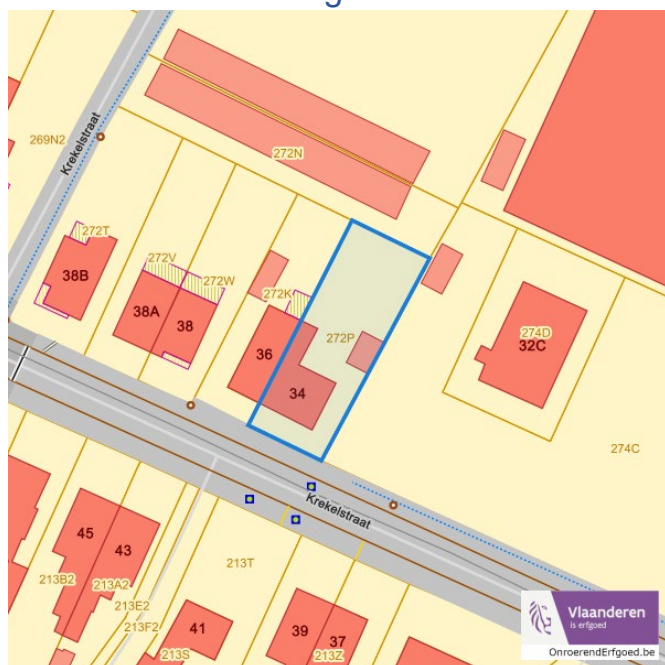 g
Krekelstraat
269N2
272N
272T
38B
272V
272W
38A
38
272K
36
272P
34
274D
32C
274C
Krekelstraat
45
43
213B2
213A2
213E2
213F2
213T
41
213S
39
37
213Z
Vlaanderen
is erfgoed
OnroerendErfgoed.be